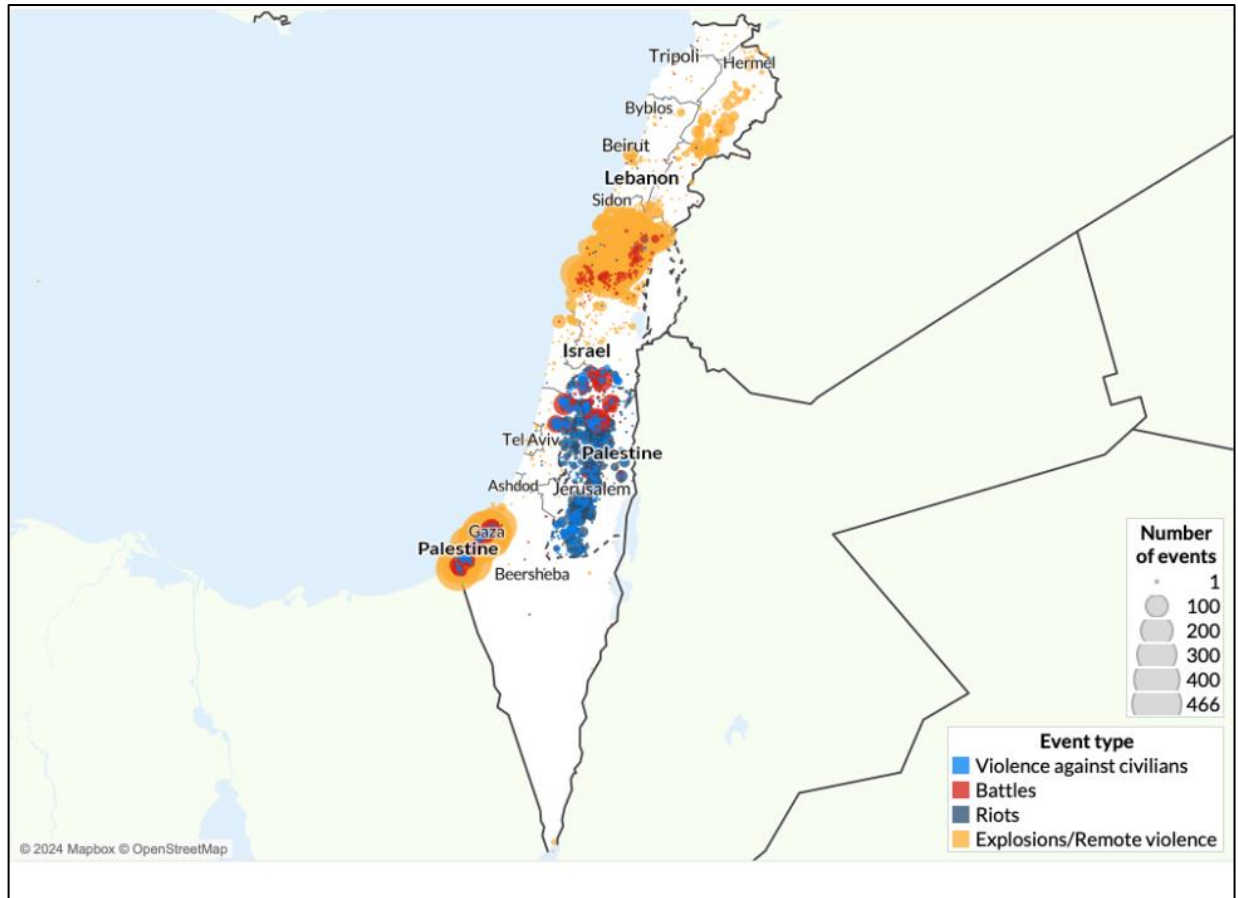 Tripoli
Hermel
Byblos
Beirut
Lebanon
Sidon
Israel
Tel Aviv
Palestine
Ashdod
Jerusalem
Gaza
Palestine
Beersheba
Number
of events
1
100
200
300
400
466
Event type
Violence against civilians
Battles
Riots
Explosions/Remote violence
© 2024 Mapbox © OpenStreetMap